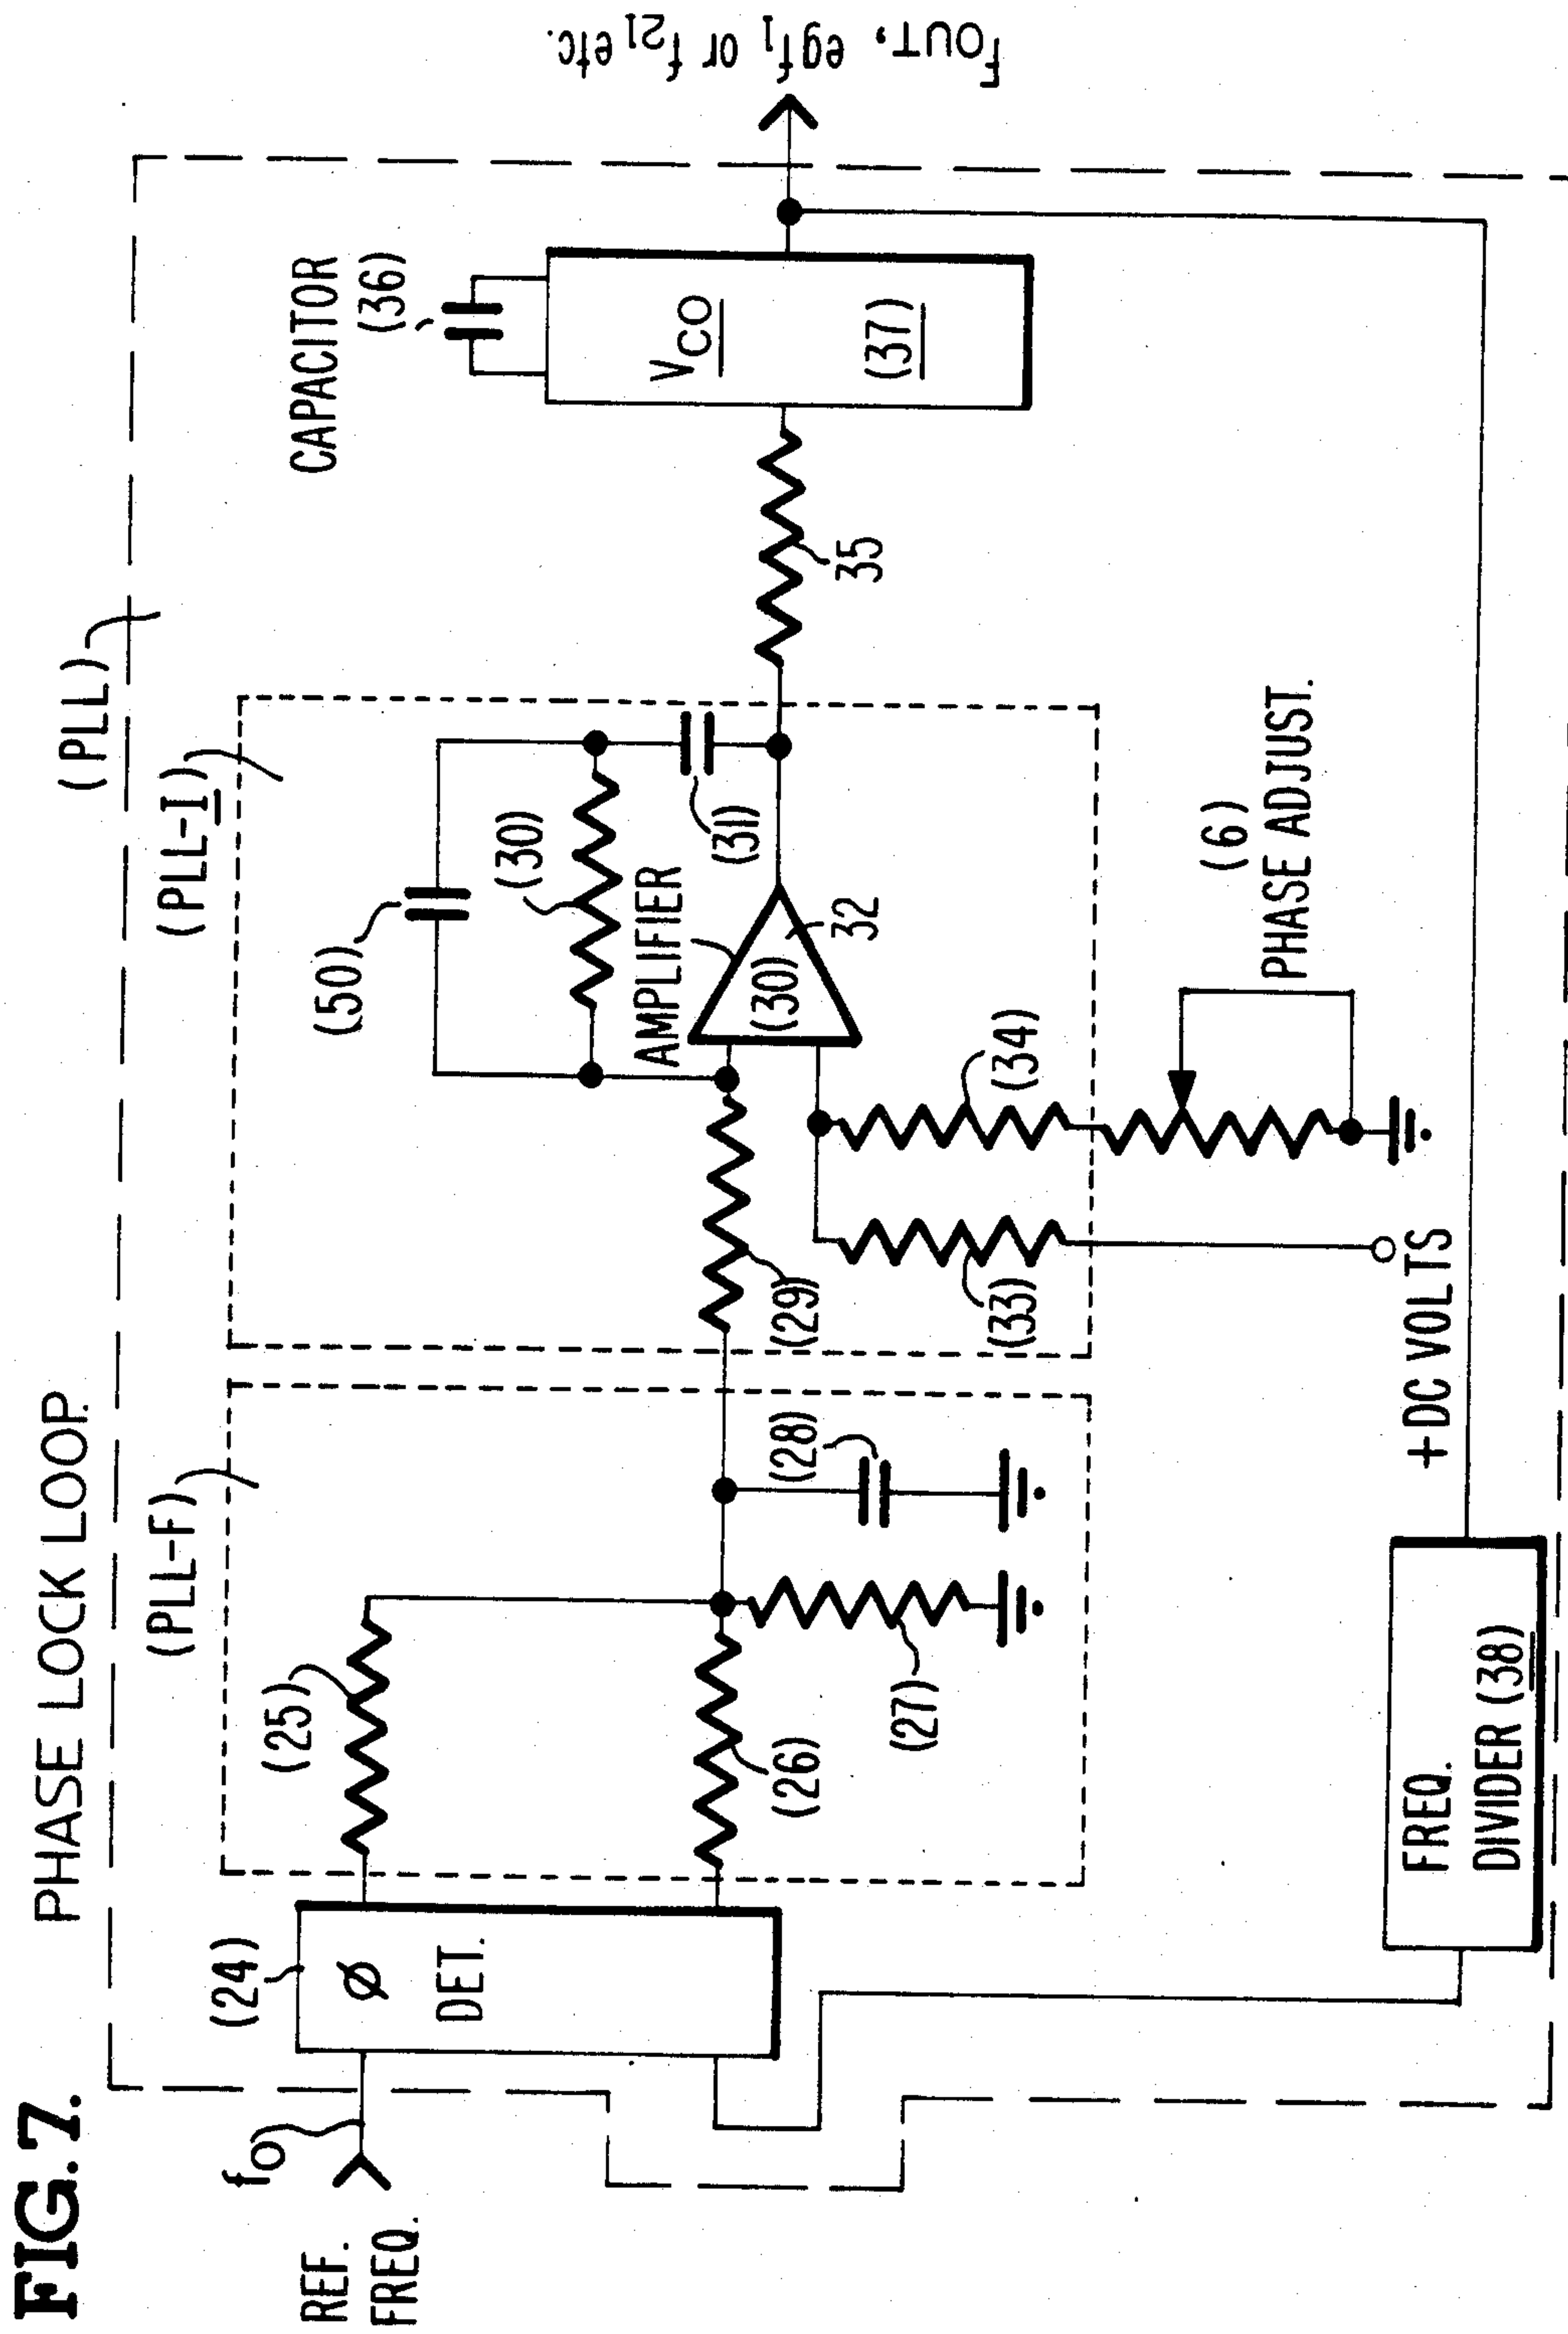 FIG. 7.
PHASE LOCK LOOP.
(PLL)
(PLL-F)
(PLL-I)
REF.
FREQ.
fO
(24)
Ø
DET.
(25)
(26)
(27)
(28)
(29)
(50)
(30)
AMPLIFIER
(30)
32
(31)
(33)
(34)
+DC VOLTS
(6)
PHASE ADJUST.
35
CAPACITOR
(36)
VCO
(37)
FOUT, eg f1 or f21 etc.
FREQ.
DIVIDER (38)